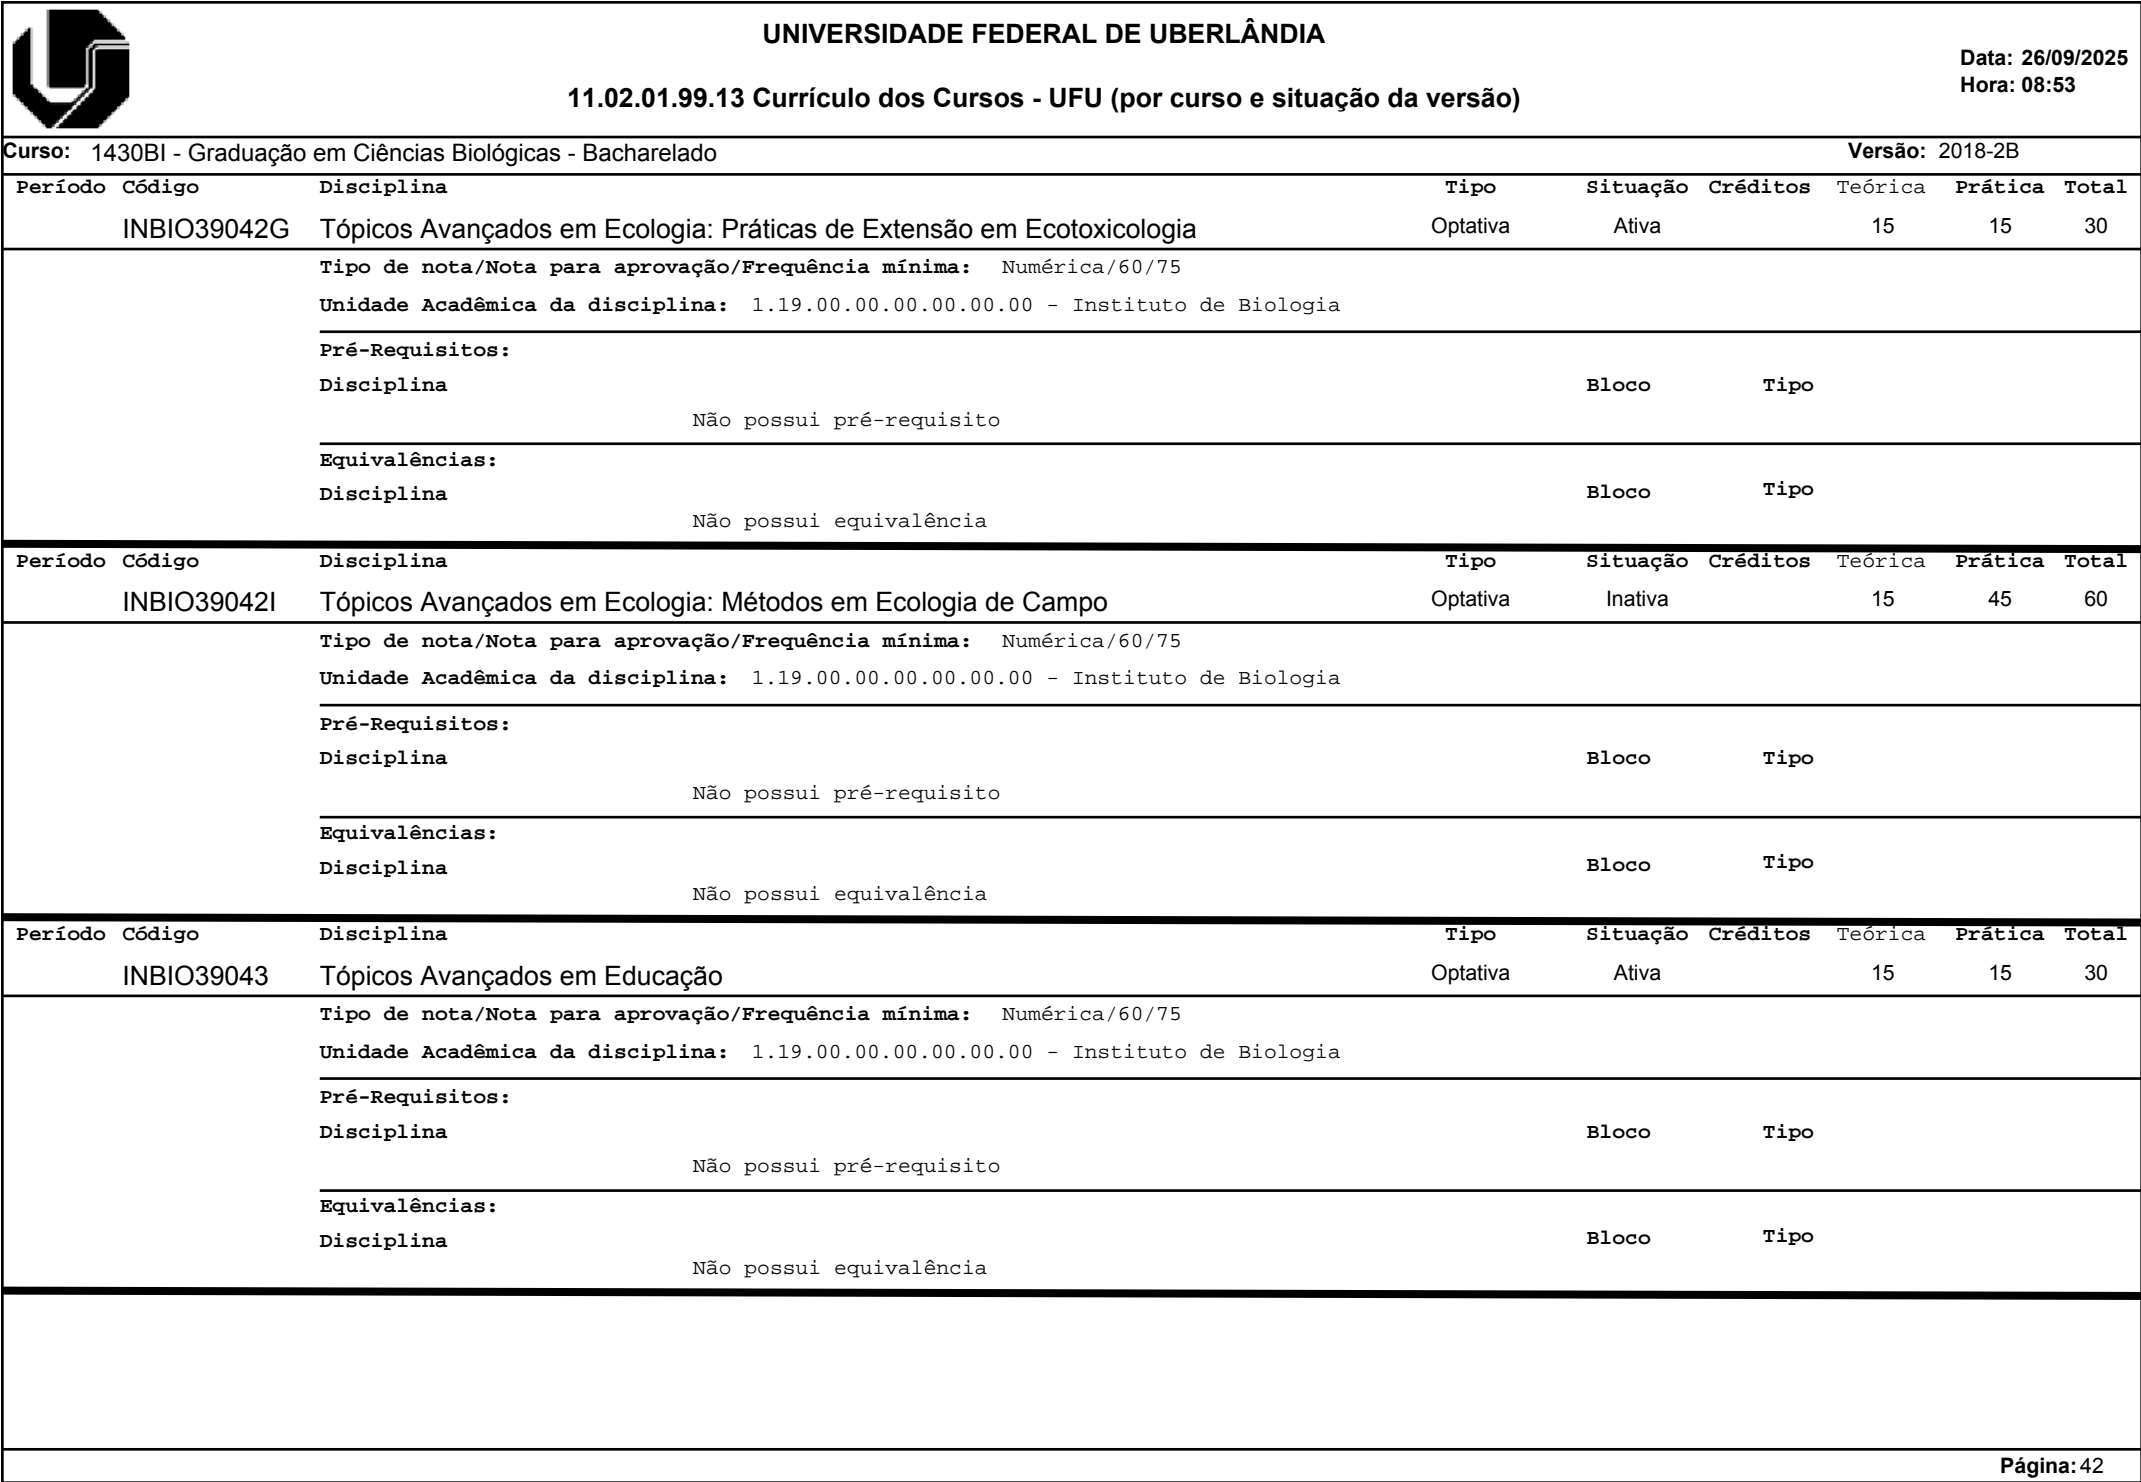 UNIVERSIDADE FEDERAL DE UBERLÂNDIA
Data: 26/09/2025
Hora: 08:53
11.02.01.99.13 Currículo dos Cursos - UFU (por curso e situação da versão)
Curso: 1430BI - Graduação em Ciências Biológicas - Bacharelado Versão: 2018-2B
Período Código Disciplina Tipo Situação Créditos Teórica Prática Total
INBIO39042G Tópicos Avançados em Ecologia: Práticas de Extensão em Ecotoxicologia Optativa Ativa 15 15 30
Tipo de nota/Nota para aprovação/Frequência mínima: Numérica/60/75
Unidade Acadêmica da disciplina: 1.19.00.00.00.00.00.00 - Instituto de Biologia
Pré-Requisitos:
Disciplina Bloco Tipo
Não possui pré-requisito
Equivalências:
Disciplina Bloco Tipo
Não possui equivalência
Período Código Disciplina Tipo Situação Créditos Teórica Prática Total
INBIO39042I Tópicos Avançados em Ecologia: Métodos em Ecologia de Campo Optativa Inativa 15 45 60
Tipo de nota/Nota para aprovação/Frequência mínima: Numérica/60/75
Unidade Acadêmica da disciplina: 1.19.00.00.00.00.00.00 - Instituto de Biologia
Pré-Requisitos:
Disciplina Bloco Tipo
Não possui pré-requisito
Equivalências:
Disciplina Bloco Tipo
Não possui equivalência
Período Código Disciplina Tipo Situação Créditos Teórica Prática Total
INBIO39043 Tópicos Avançados em Educação Optativa Ativa 15 15 30
Tipo de nota/Nota para aprovação/Frequência mínima: Numérica/60/75
Unidade Acadêmica da disciplina: 1.19.00.00.00.00.00.00 - Instituto de Biologia
Pré-Requisitos:
Disciplina Bloco Tipo
Não possui pré-requisito
Equivalências:
Disciplina Bloco Tipo
Não possui equivalência
Página: 42